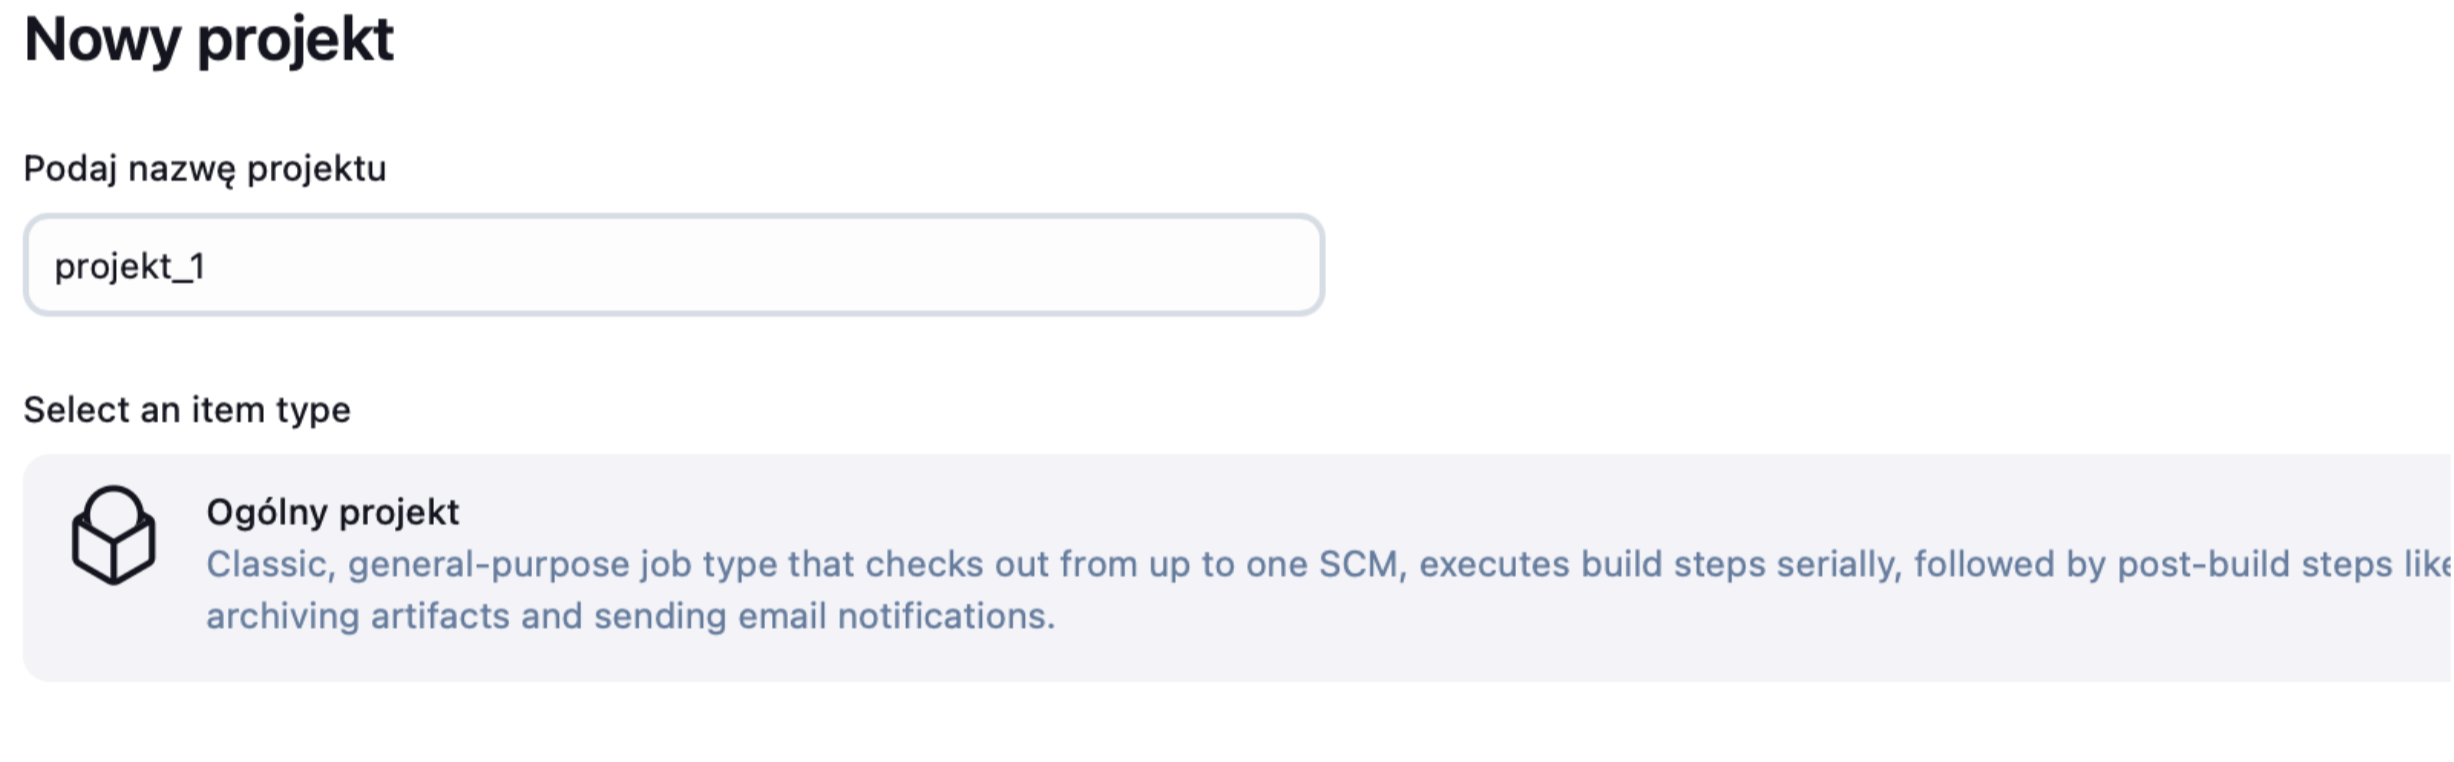 Nowy projekt
Podaj nazwę projektu
projekt_1
Select an item type
Ogólny projekt
Classic, general-purpose job type that checks out from up to one SCM, executes build steps serially, followed by post-build steps like
archiving artifacts and sending email notifications.